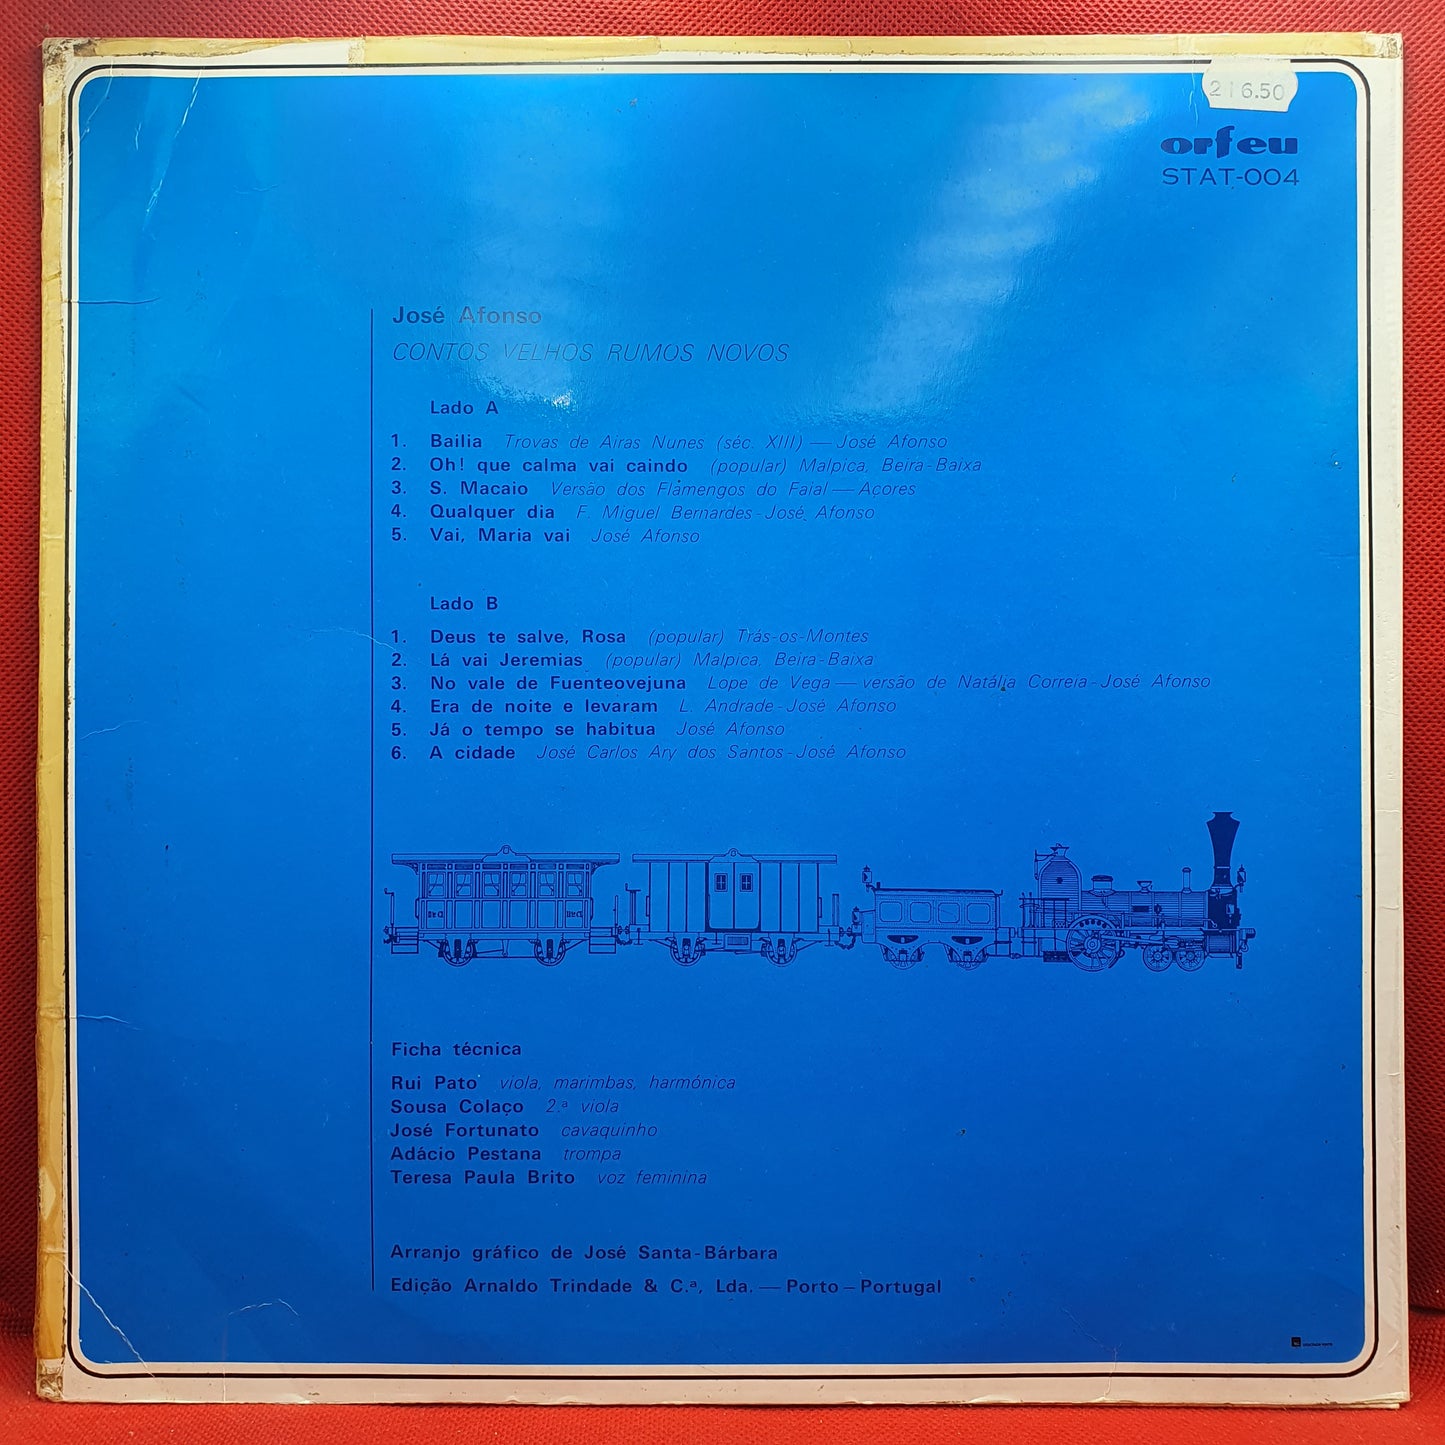 216.50
orfeu
STAT-004
José Afonso
CONTOS VELHOS RUMOS NOVOS
Lado A
1. Bailia Trovas de Airas Nunes (séc. XIII) — José Afonso
2. Oh! que calma vai caindo (popular) Malpica, Beira-Baixa
3. S. Macaio Versão dos Flamengos do Faial — Açores
4. Qualquer dia F. Miguel Bernardes-José Afonso
5. Vai, Maria vai José Afonso
Lado B
1. Deus te salve, Rosa (popular) Trás-os-Montes
2. Lá vai Jeremias (popular) Malpica, Beira-Baixa
3. No vale de Fuenteovejuna Lope de Vega — versão de Natália Correia-José Afonso
4. Era de noite e levaram L. Andrade-José Afonso
5. Já o tempo se habitua José Afonso
6. A cidade José Carlos Ary dos Santos-José Afonso
Ficha técnica
Rui Pato viola, marimbas, harmónica
Sousa Colaço 2.ª viola
José Fortunato cavaquinho
Adácio Pestana trompa
Teresa Paula Brito voz feminina
Arranjo gráfico de José Santa-Bárbara
Edição Arnaldo Trindade & C.ª, Lda. — Porto – Portugal